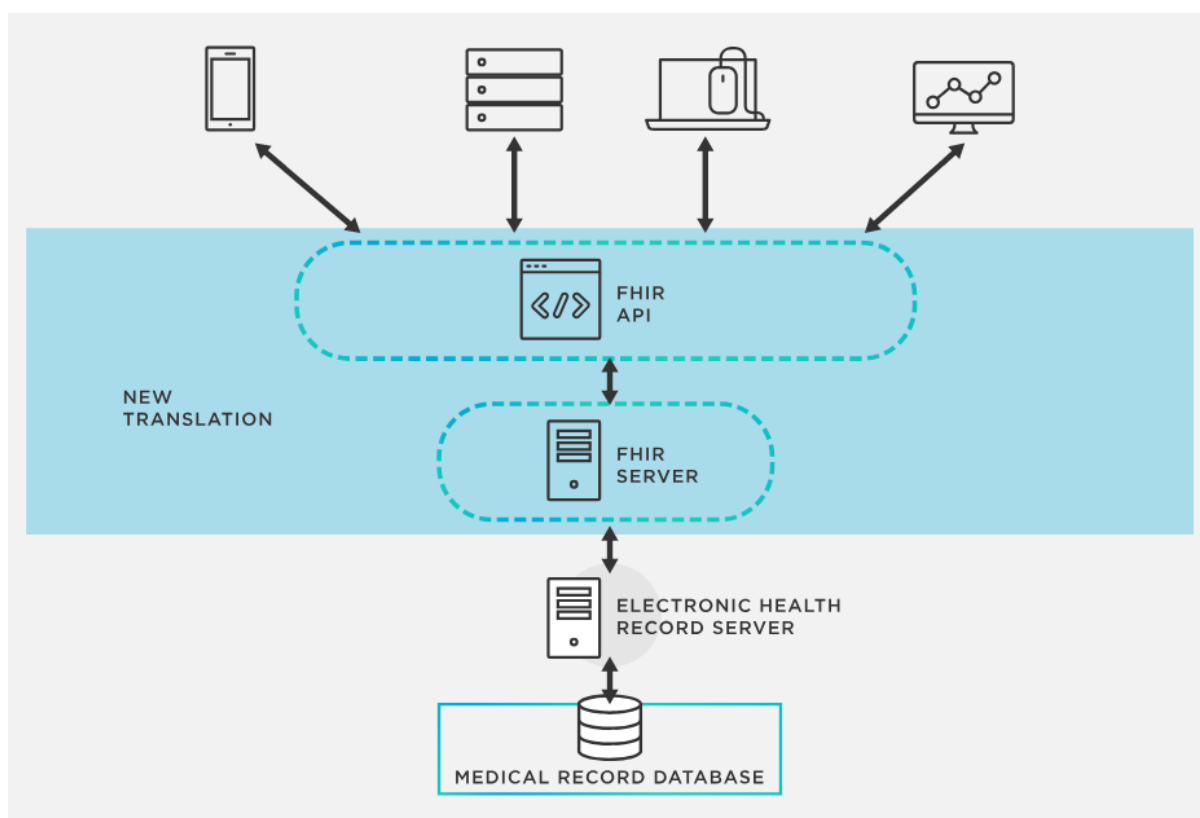 FHIR
API
NEW
TRANSLATION
FHIR
SERVER
ELECTRONIC HEALTH
RECORD SERVER
MEDICAL RECORD DATABASE